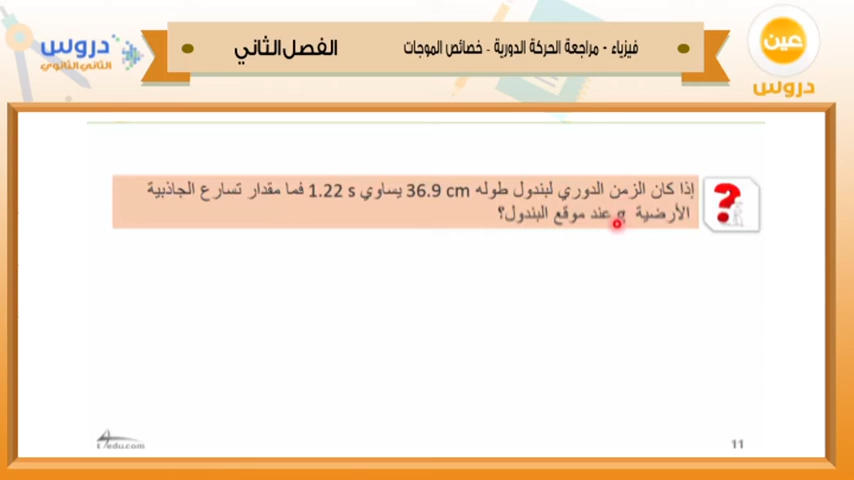 عين
دروس
فيزياء - مراجعة الحركة الدورية - خصائص الموجات
الفصل الثاني
دروس
الثاني الثانوي
إذا كان الزمن الدوري لبندول طوله 36.9 cm يساوي 1.22 s فما مقدار تسارع الجاذبية
الأرضية g عند موقع البندول؟
?
11